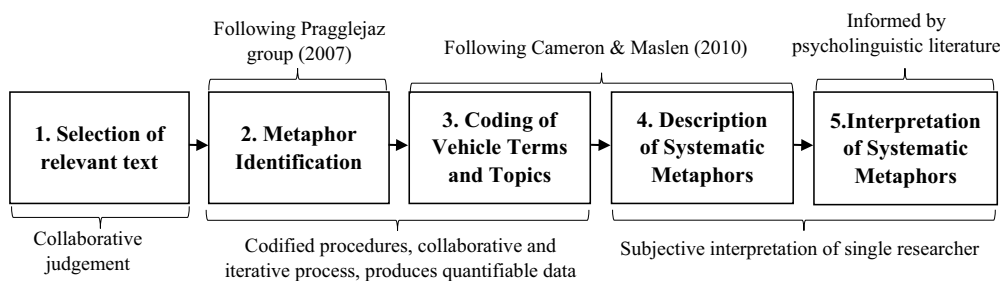 Following Pragglejaz
group (2007)
Following Cameron & Maslen (2010)
Informed by
psycholinguistic literature
1. Selection of
relevant text
2. Metaphor
Identification
3. Coding of
Vehicle Terms
and Topics
4. Description
of Systematic
Metaphors
5.Interpretation
of Systematic
Metaphors
Collaborative
judgement
Codified procedures, collaborative and
iterative process, produces quantifiable data
Subjective interpretation of single researcher